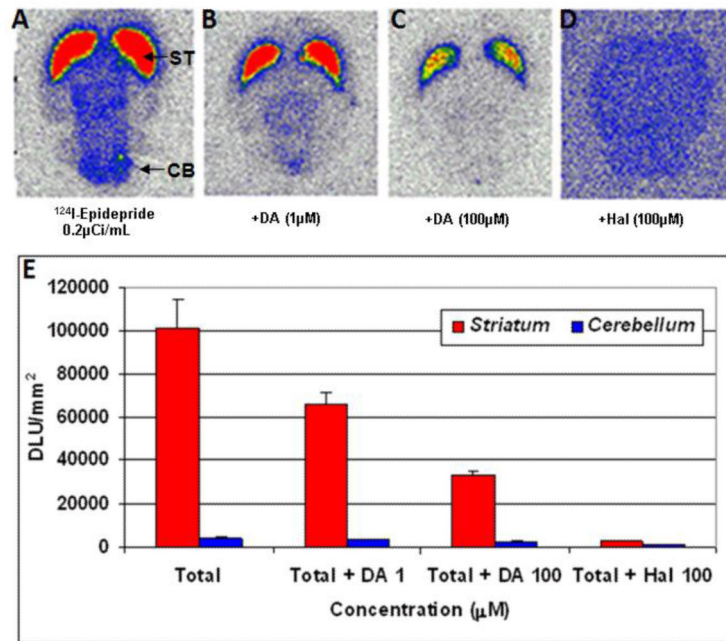 A
B
C
D
ST
CB
¹²⁴I-Epidepride
0.2µCi/mL
+DA (1µM)
+DA (100µM)
+Hal (100µM)
E
DLU/mm²
120000
100000
80000
60000
40000
20000
0
Striatum
Cerebellum
Total
Total + DA 1
Total + DA 100
Total + Hal 100
Concentration (µM)